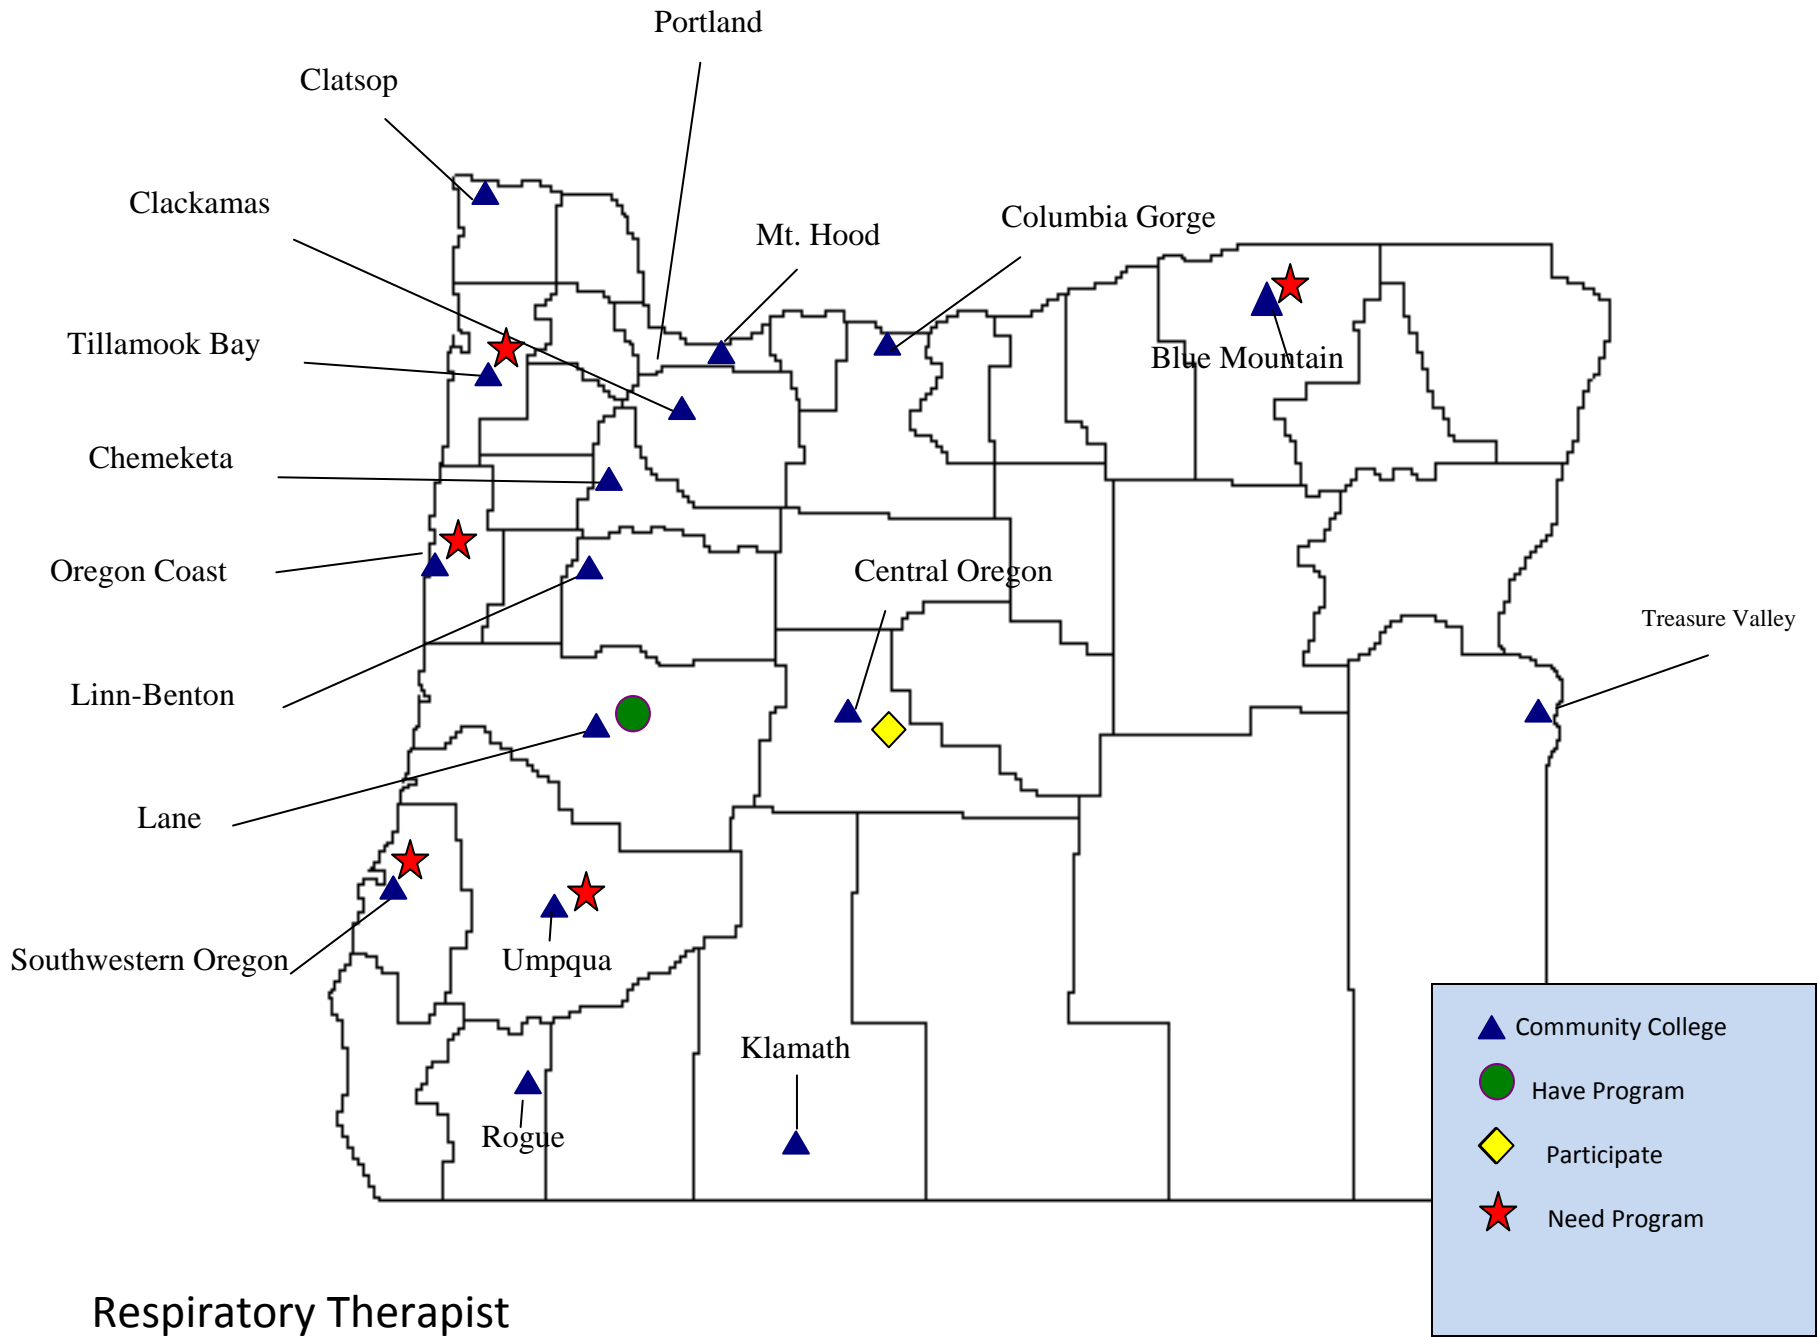 Portland
Clatsop
Clackamas
Mt. Hood
Columbia Gorge
Tillamook Bay
Blue Mountain
Chemeketa
Oregon Coast
Central Oregon
Treasure Valley
Linn-Benton
Lane
Southwestern Oregon
Umpqua
Klamath
Rogue
Community College
Have Program
Participate
Need Program
Respiratory Therapist